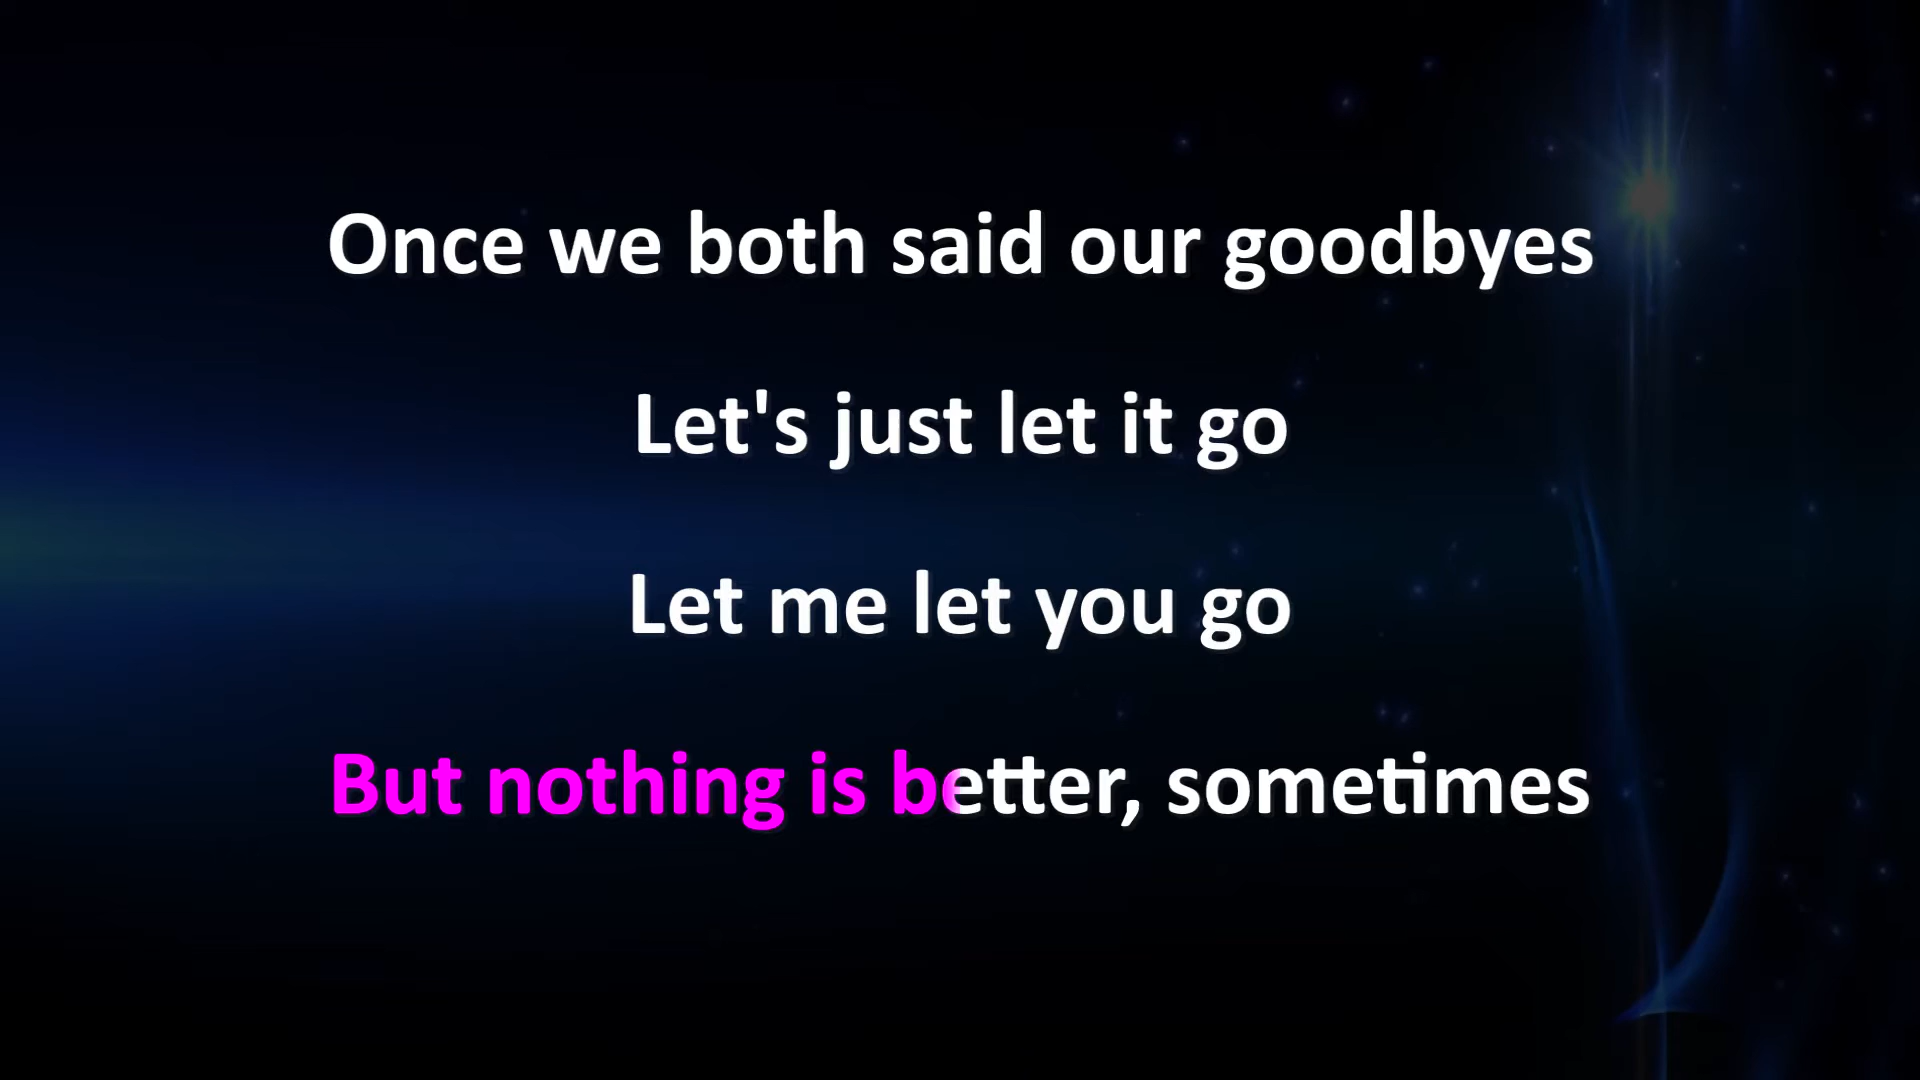 Once we both said our goodbyes
Let's just let it go
Let me let you go
But nothing is better, sometimes